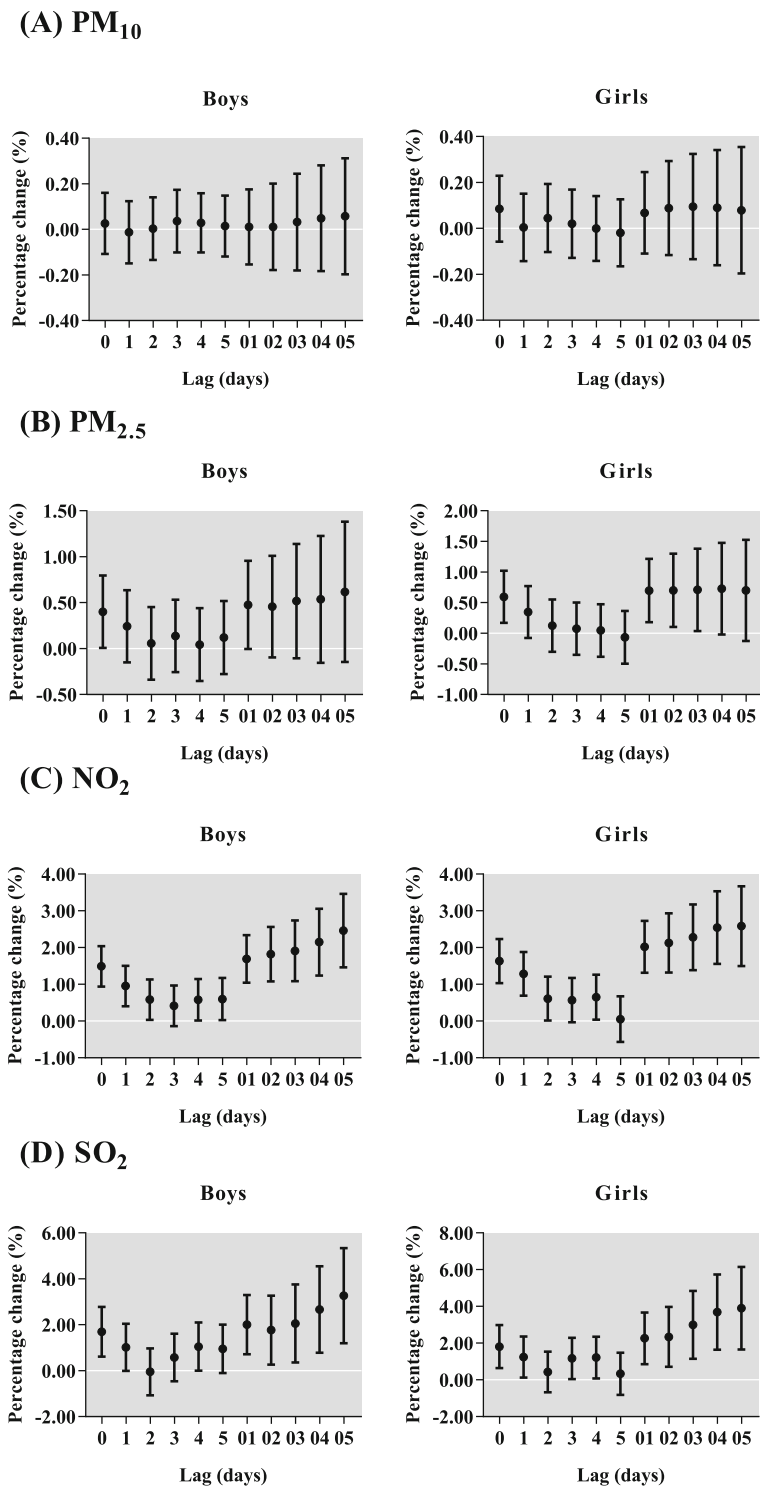 (A) PM10
Boys
Girls
Percentage change (%)
0.40
0.20
0.00
-0.20
-0.40
0 1 2 3 4 5 01 02 03 04 05
Lag (days)
Percentage change (%)
0.40
0.20
0.00
-0.20
-0.40
0 1 2 3 4 5 01 02 03 04 05
Lag (days)
(B) PM2.5
Boys
Girls
Percentage change (%)
1.50
1.00
0.50
0.00
-0.50
0 1 2 3 4 5 01 02 03 04 05
Lag (days)
Percentage change (%)
2.00
1.50
1.00
0.50
0.00
-0.50
-1.00
0 1 2 3 4 5 01 02 03 04 05
Lag (days)
(C) NO2
Boys
Girls
Percentage change (%)
4.00
3.00
2.00
1.00
0.00
-1.00
0 1 2 3 4 5 01 02 03 04 05
Lag (days)
Percentage change (%)
4.00
3.00
2.00
1.00
0.00
-1.00
0 1 2 3 4 5 01 02 03 04 05
Lag (days)
(D) SO2
Boys
Girls
Percentage change (%)
6.00
4.00
2.00
0.00
-2.00
0 1 2 3 4 5 01 02 03 04 05
Lag (days)
Percentage change (%)
8.00
6.00
4.00
2.00
0.00
-2.00
0 1 2 3 4 5 01 02 03 04 05
Lag (days)